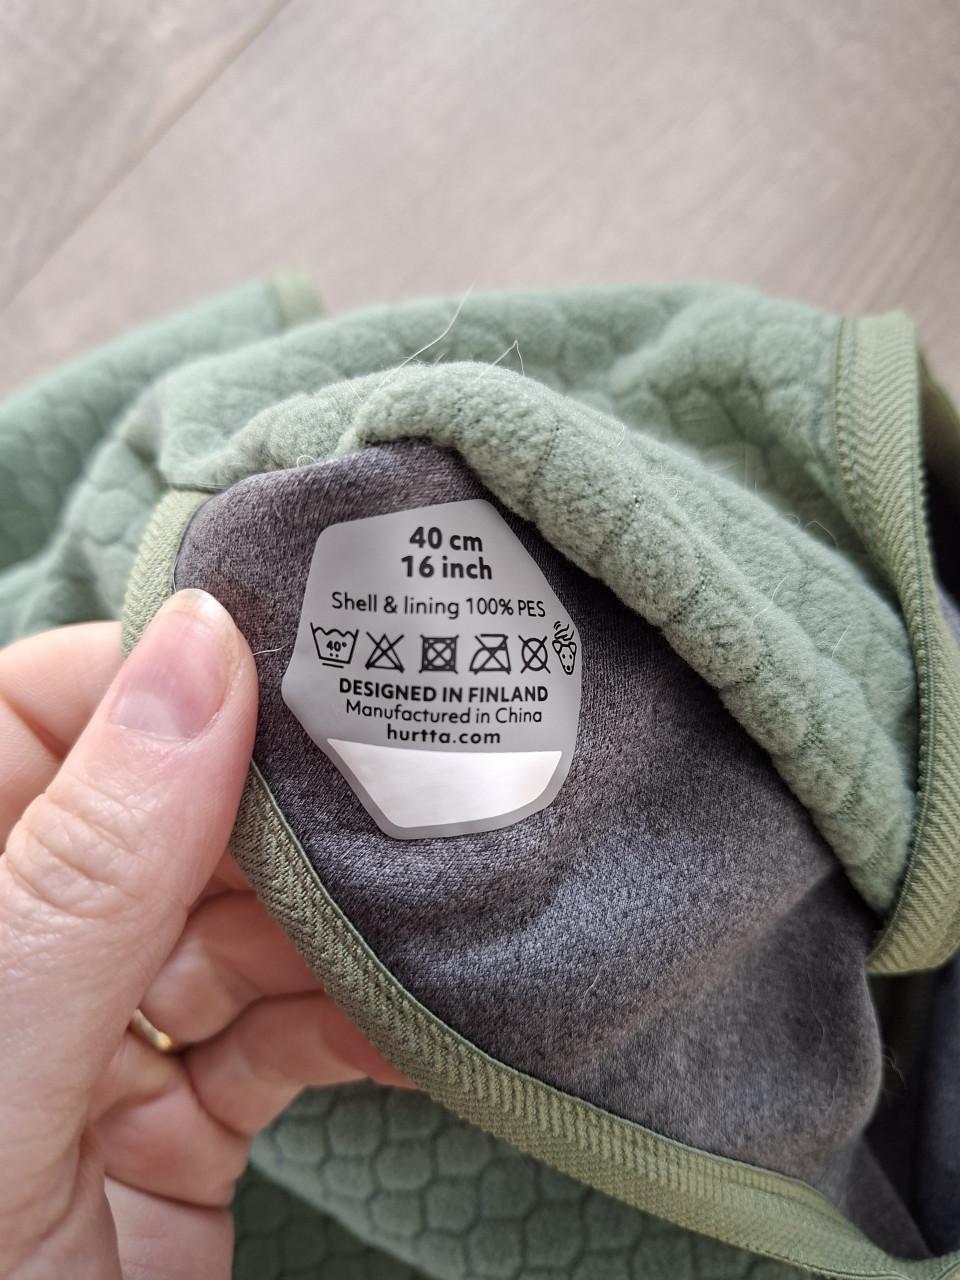 40 cm
16 inch
Shell & lining 100% PES
40°
DESIGNED IN FINLAND
Manufactured in China
hurtta.com